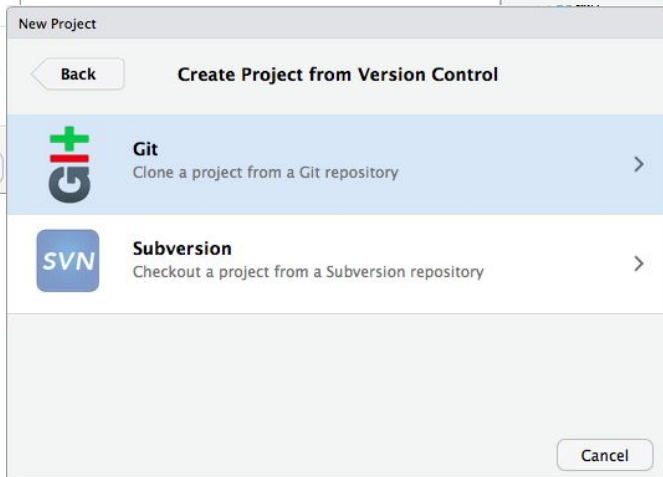 New Project
Back
Create Project from Version Control
Git
Git
Clone a project from a Git repository
SVN
Subversion
Checkout a project from a Subversion repository
Cancel